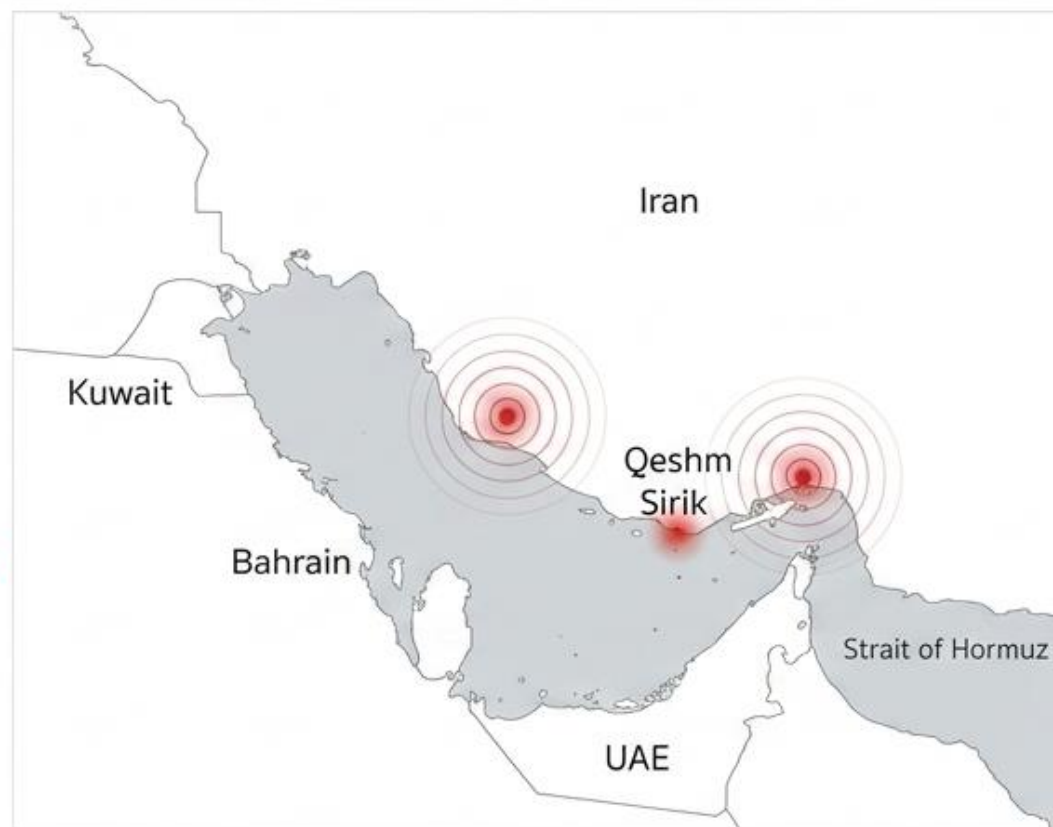 Iran
Kuwait
Qeshm
Sirik
Bahrain
Strait of Hormuz
UAE